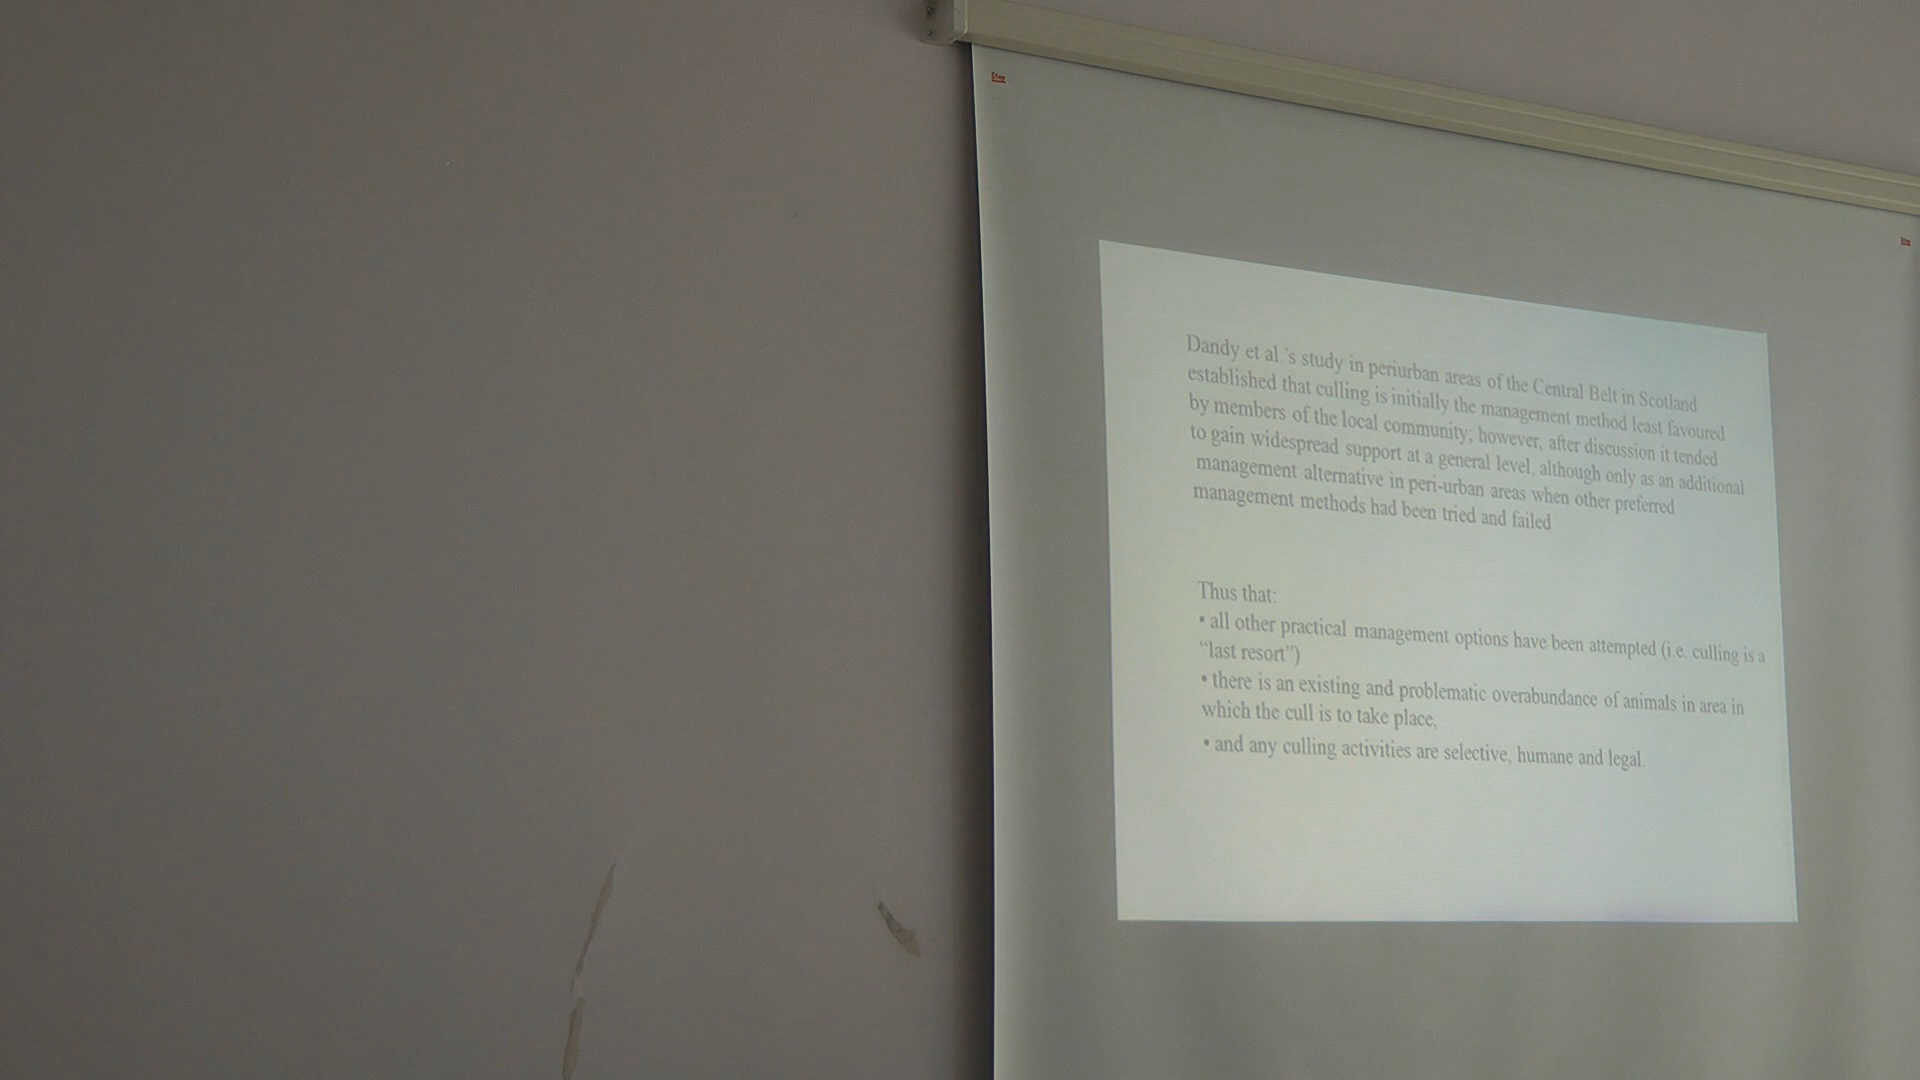 Dandy et al.'s study in periurban areas of the Central Belt in Scotland
established that culling is initially the management method least favoured
by members of the local community; however, after discussion it tended
to gain widespread support at a general level, although only as an additional
management alternative in peri-urban areas when other preferred
management methods had been tried and failed
Thus that:
• all other practical management options have been attempted (i.e. culling is a
“last resort”)
• there is an existing and problematic overabundance of animals in area in
which the cull is to take place,
• and any culling activities are selective, humane and legal.